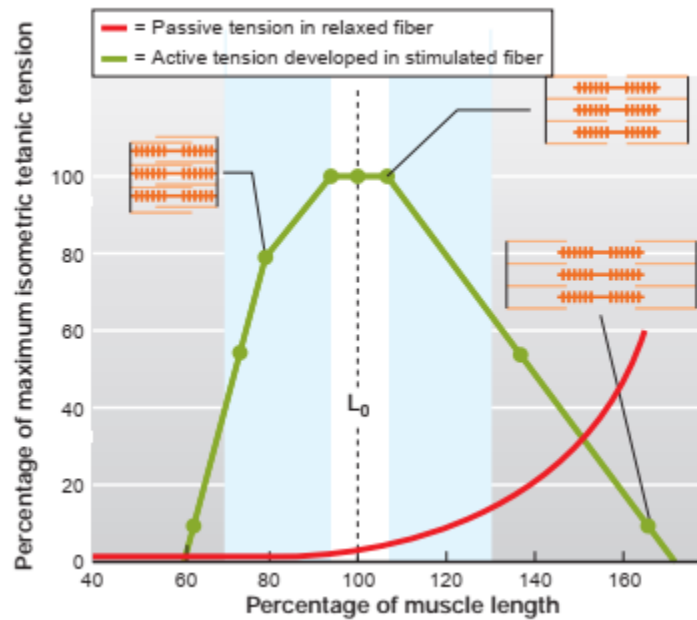 = Passive tension in relaxed fiber
= Active tension developed in stimulated fiber
Percentage of maximum isometric tetanic tension
100
80
60
40
20
0
L₀
40 60 80 100 120 140 160
Percentage of muscle length